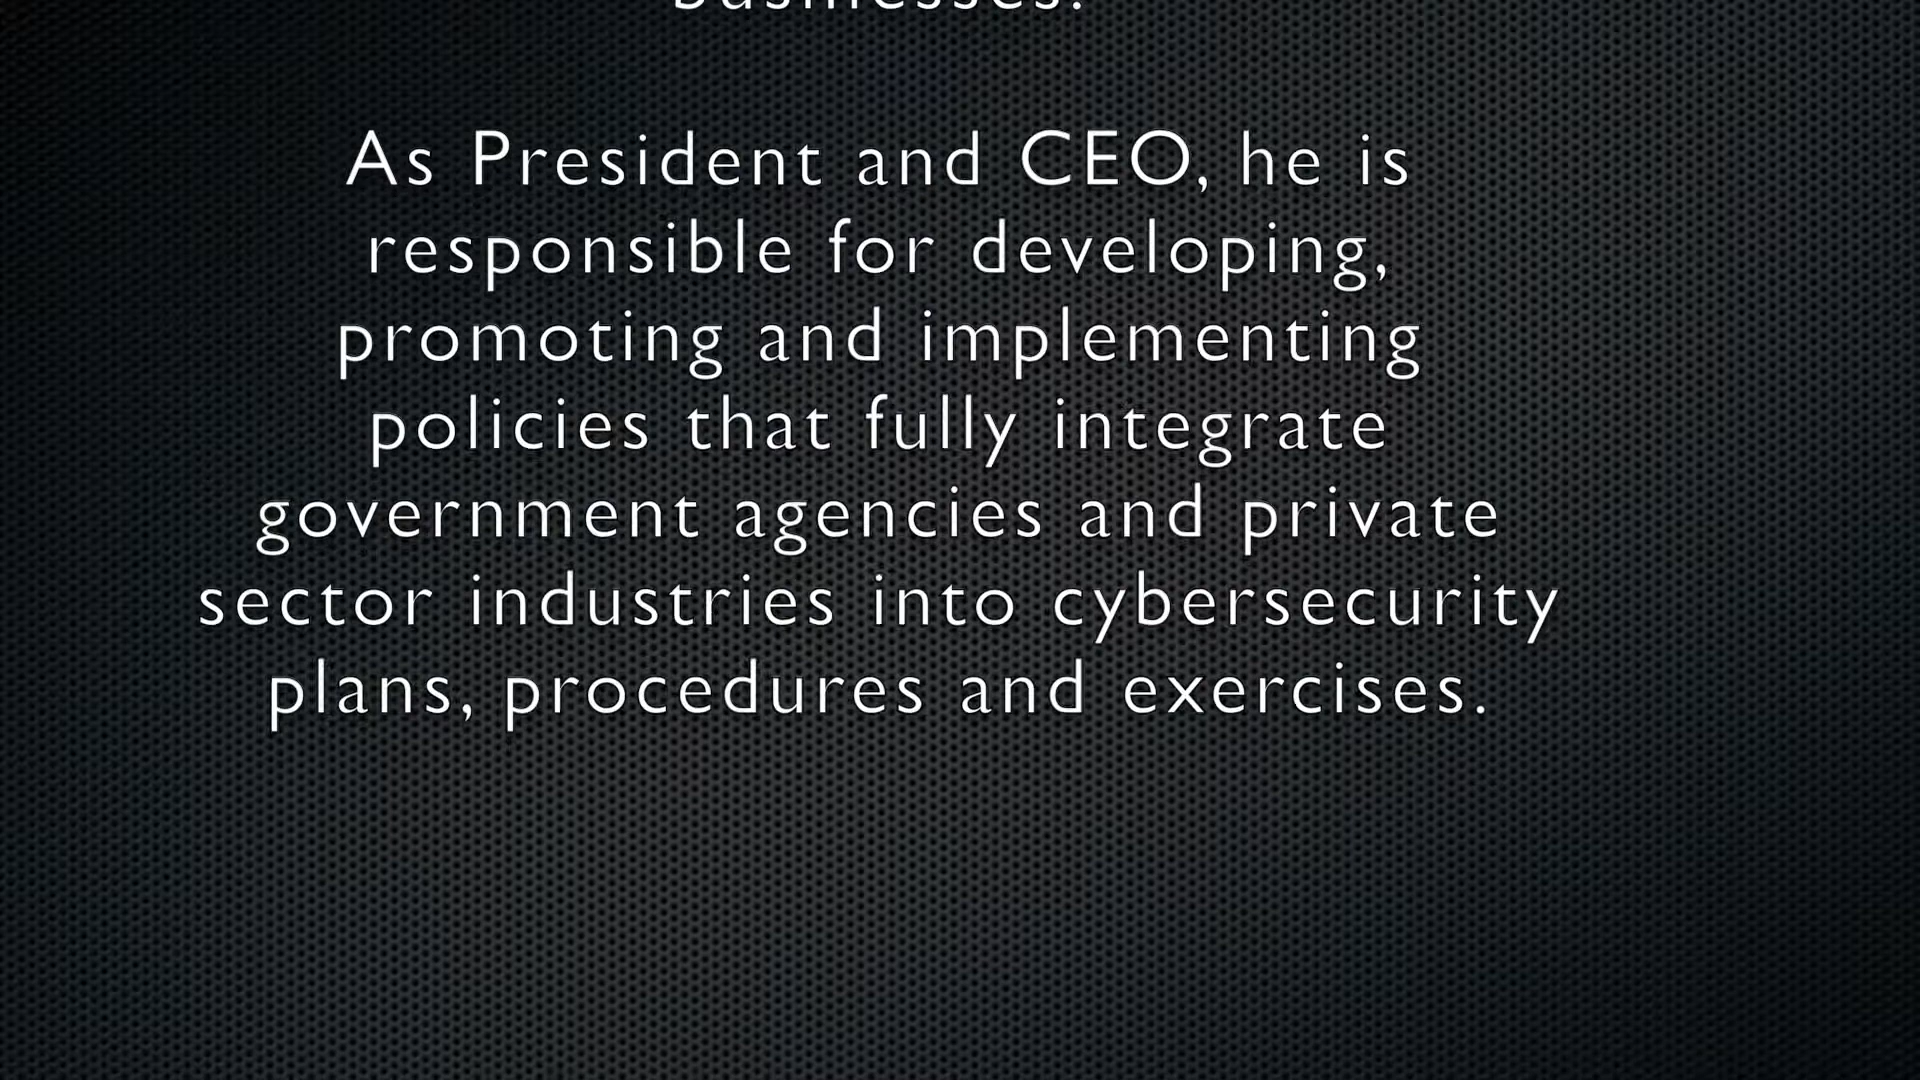 businesses.
As President and CEO, he is
responsible for developing,
promoting and implementing
policies that fully integrate
government agencies and private
sector industries into cybersecurity
plans, procedures and exercises.